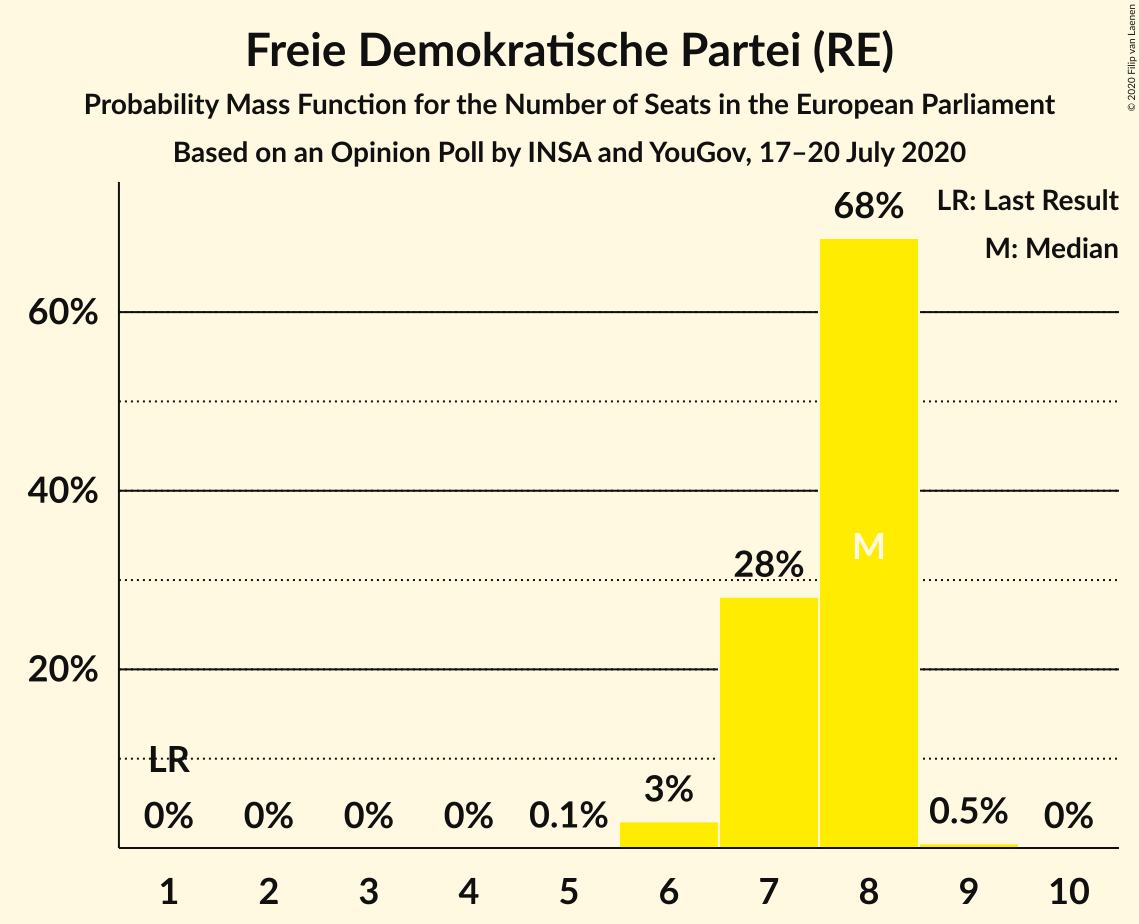 Freie Demokratische Partei (RE)
Probability Mass Function for the Number of Seats in the European Parliament
Based on an Opinion Poll by INSA and YouGov, 17–20 July 2020
© 2020 Filip van Laenen
LR: Last Result
M: Median
68%
60%
40%
M
28%
20%
LR
3%
0% 0% 0% 0% 0.1% 0.5% 0%
1 2 3 4 5 6 7 8 9 10